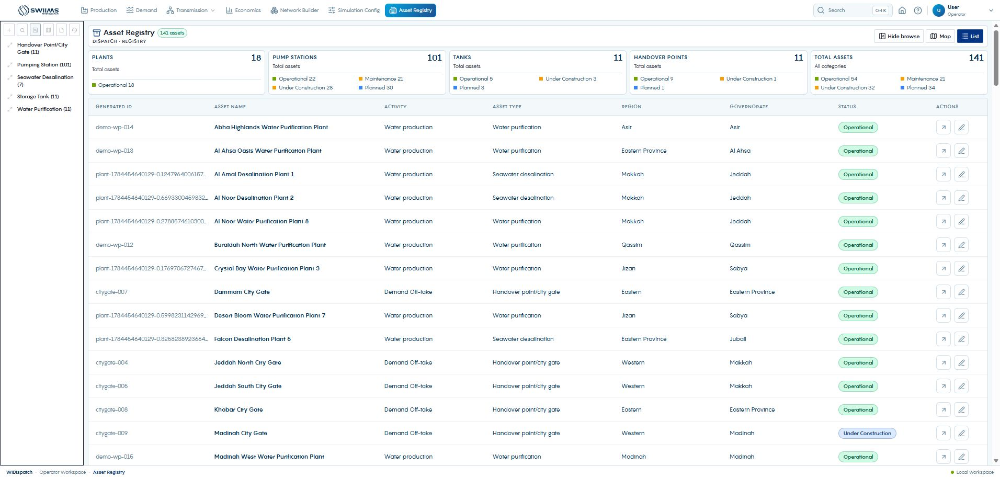 SWIIMS
WIDispatch
Production
Demand
Transmission
Economics
Network Builder
Simulation Config
Asset Registry
Search
Ctrl K
U
User
Operator
Handover Point/City
Gate (11)
Pumping Station (101)
Seawater Desalination
(7)
Storage Tank (11)
Water Purification (11)
Asset Registry 141 assets
DISPATCH · REGISTRY
Hide browse
Map
List
PLANTS 18
Total assets
Operational 18
PUMP STATIONS 101
Total assets
Operational 22 Maintenance 21
Under Construction 28 Planned 30
TANKS 11
Total assets
Operational 5 Under Construction 3
Planned 3
HANDOVER POINTS 11
Total assets
Operational 9 Under Construction 1
Planned 1
TOTAL ASSETS 141
All categories
Operational 54 Maintenance 21
Under Construction 32 Planned 34
GENERATED ID ASSET NAME ACTIVITY ASSET TYPE REGION GOVERNORATE STATUS ACTIONS
demo-wp-014 Abha Highlands Water Purification Plant Water production Water purification Asir Asir Operational
demo-wp-013 Al Ahsa Oasis Water Purification Plant Water production Water purification Eastern Province Al Ahsa Operational
plant-1784454640129-0.1247964006157... Al Amal Desalination Plant 1 Water production Seawater desalination Makkah Jeddah Operational
plant-1784454640129-0.6693300459832... Al Noor Desalination Plant 2 Water production Seawater desalination Makkah Jeddah Operational
plant-1784454640129-0.2788574610300... Al Noor Water Purification Plant 8 Water production Water purification Makkah Jeddah Operational
demo-wp-012 Buraidah North Water Purification Plant Water production Water purification Qassim Qassim Operational
plant-1784454640129-0.1769706727467... Crystal Bay Water Purification Plant 3 Water production Water purification Jizan Sabya Operational
citygate-007 Dammam City Gate Demand Off-take Handover point/city gate Eastern Eastern Province Operational
plant-1784454640129-0.5998231142969... Desert Bloom Water Purification Plant 7 Water production Water purification Jizan Sabya Operational
plant-1784454640129-0.3258238923664... Falcon Desalination Plant 6 Water production Seawater desalination Eastern Province Jubail Operational
citygate-004 Jeddah North City Gate Demand Off-take Handover point/city gate Western Makkah Operational
citygate-005 Jeddah South City Gate Demand Off-take Handover point/city gate Western Makkah Operational
citygate-008 Khobar City Gate Demand Off-take Handover point/city gate Eastern Eastern Province Operational
citygate-009 Madinah City Gate Demand Off-take Handover point/city gate Western Madinah Under Construction
demo-wp-015 Madinah West Water Purification Plant Water production Water purification Madinah Madinah Operational
WIDispatch · Operator Workspace · Asset Registry
Local workspace